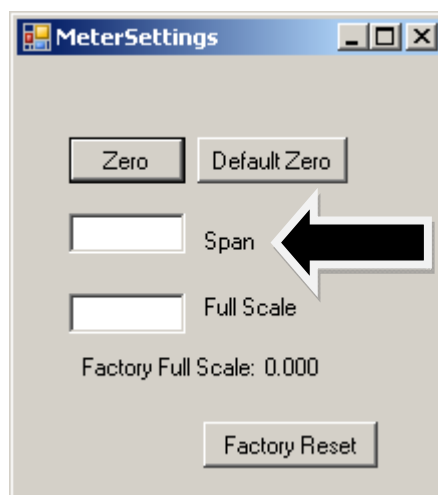 MeterSettings
Zero Default Zero
Span
Full Scale
Factory Full Scale: 0.000
Factory Reset